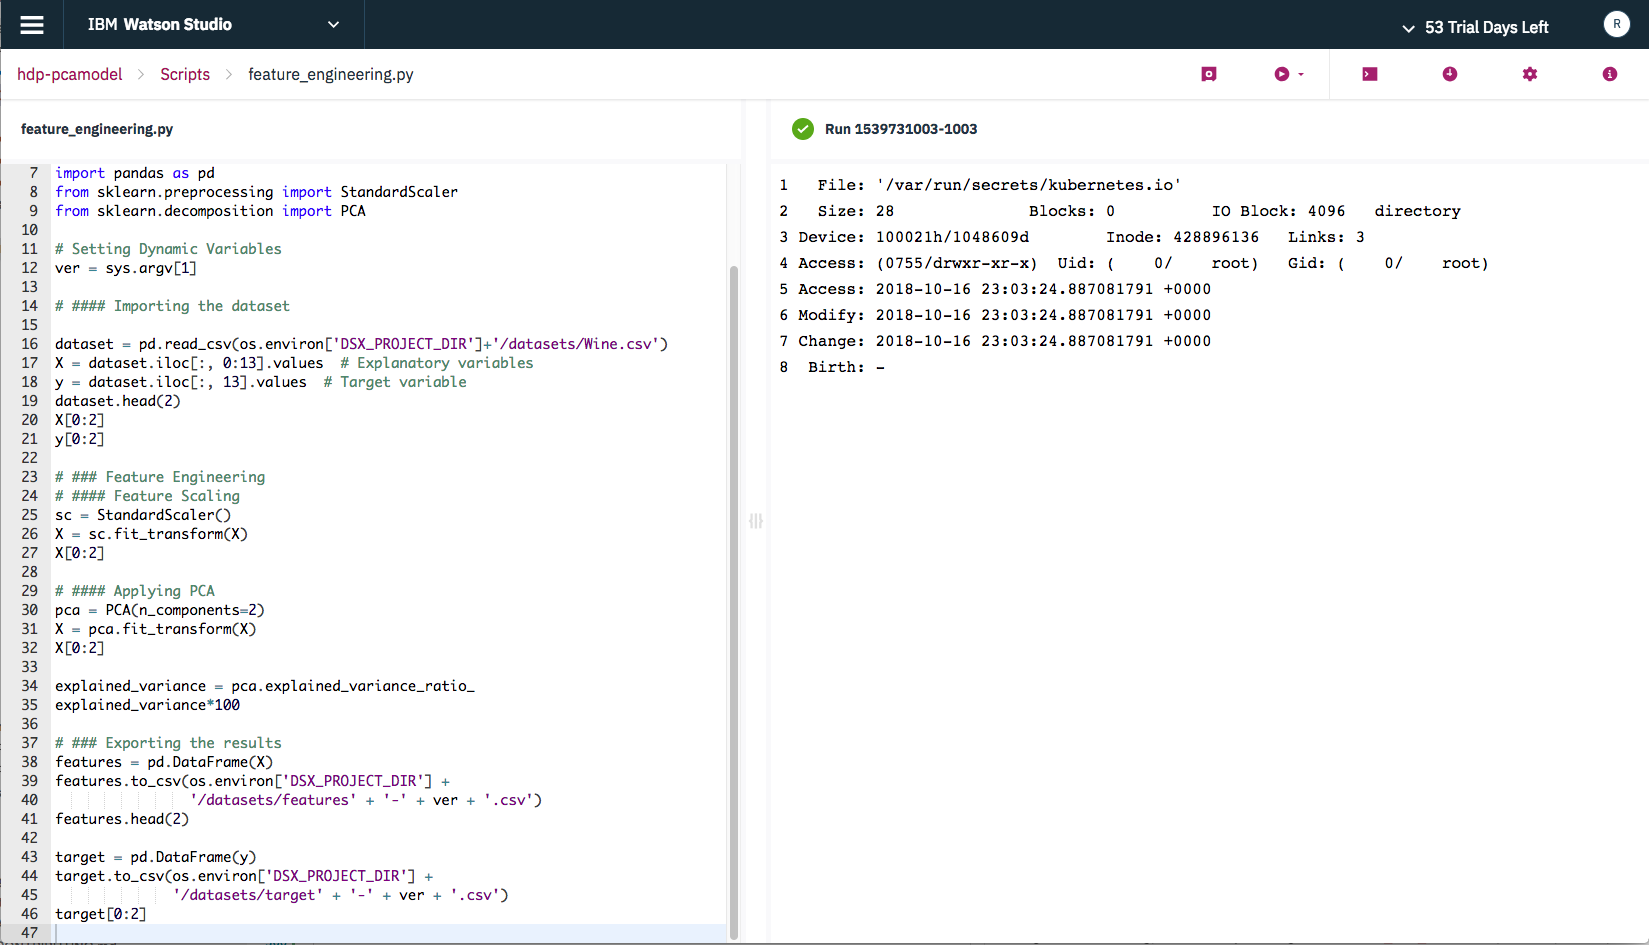 IBM Watson Studio
53 Trial Days Left
R
hdp-pcamodel > Scripts > feature_engineering.py
feature_engineering.py
7 import pandas as pd
8 from sklearn.preprocessing import StandardScaler
9 from sklearn.decomposition import PCA
10
11 # Setting Dynamic Variables
12 ver = sys.argv[1]
13
14 # #### Importing the dataset
15
16 dataset = pd.read_csv(os.environ['DSX_PROJECT_DIR']+'/datasets/Wine.csv')
17 X = dataset.iloc[:, 0:13].values  # Explanatory variables
18 y = dataset.iloc[:, 13].values  # Target variable
19 dataset.head(2)
20 X[0:2]
21 y[0:2]
22
23 # ### Feature Engineering
24 # #### Feature Scaling
25 sc = StandardScaler()
26 X = sc.fit_transform(X)
27 X[0:2]
28
29 # #### Applying PCA
30 pca = PCA(n_components=2)
31 X = pca.fit_transform(X)
32 X[0:2]
33
34 explained_variance = pca.explained_variance_ratio_
35 explained_variance*100
36
37 # ### Exporting the results
38 features = pd.DataFrame(X)
39 features.to_csv(os.environ['DSX_PROJECT_DIR'] +
40                 '/datasets/features' + '-' + ver + '.csv')
41 features.head(2)
42
43 target = pd.DataFrame(y)
44 target.to_csv(os.environ['DSX_PROJECT_DIR'] +
45               '/datasets/target' + '-' + ver + '.csv')
46 target[0:2]
47
Run 1539731003-1003
1   File: '/var/run/secrets/kubernetes.io'
2   Size: 28              Blocks: 0          IO Block: 4096   directory
3 Device: 100021h/1048609d        Inode: 428896136   Links: 3
4 Access: (0755/drwxr-xr-x)  Uid: (    0/    root)   Gid: (    0/    root)
5 Access: 2018-10-16 23:03:24.887081791 +0000
6 Modify: 2018-10-16 23:03:24.887081791 +0000
7 Change: 2018-10-16 23:03:24.887081791 +0000
8  Birth: -